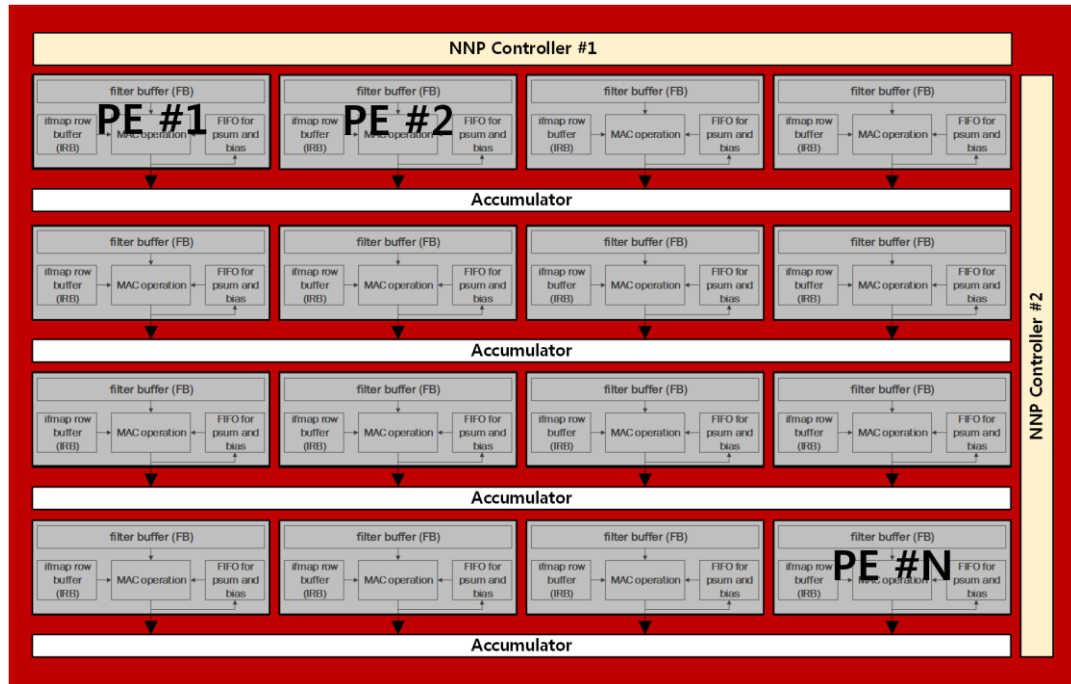 NNP Controller #1
filter buffer (FB)
filter buffer (FB)
filter buffer (FB)
filter buffer (FB)
PE #1
PE #2
ifmap row
buffer
(IRB)
MAC operation
FIFO for
psum and
bias
ifmap row
buffer
(IRB)
MAC operation
FIFO for
psum and
bias
ifmap row
buffer
(IRB)
MAC operation
FIFO for
psum and
bias
ifmap row
buffer
(IRB)
MAC operation
FIFO for
psum and
bias
Accumulator
filter buffer (FB)
filter buffer (FB)
filter buffer (FB)
filter buffer (FB)
ifmap row
buffer
(IRB)
MAC operation
FIFO for
psum and
bias
ifmap row
buffer
(IRB)
MAC operation
FIFO for
psum and
bias
ifmap row
buffer
(IRB)
MAC operation
FIFO for
psum and
bias
ifmap row
buffer
(IRB)
MAC operation
FIFO for
psum and
bias
Accumulator
filter buffer (FB)
filter buffer (FB)
filter buffer (FB)
filter buffer (FB)
ifmap row
buffer
(IRB)
MAC operation
FIFO for
psum and
bias
ifmap row
buffer
(IRB)
MAC operation
FIFO for
psum and
bias
ifmap row
buffer
(IRB)
MAC operation
FIFO for
psum and
bias
ifmap row
buffer
(IRB)
MAC operation
FIFO for
psum and
bias
Accumulator
filter buffer (FB)
filter buffer (FB)
filter buffer (FB)
filter buffer (FB)
ifmap row
buffer
(IRB)
MAC operation
FIFO for
psum and
bias
ifmap row
buffer
(IRB)
MAC operation
FIFO for
psum and
bias
ifmap row
buffer
(IRB)
MAC operation
FIFO for
psum and
bias
PE #N
ifmap row
buffer
(IRB)
MAC operation
FIFO for
psum and
bias
Accumulator
NNP Controller #2